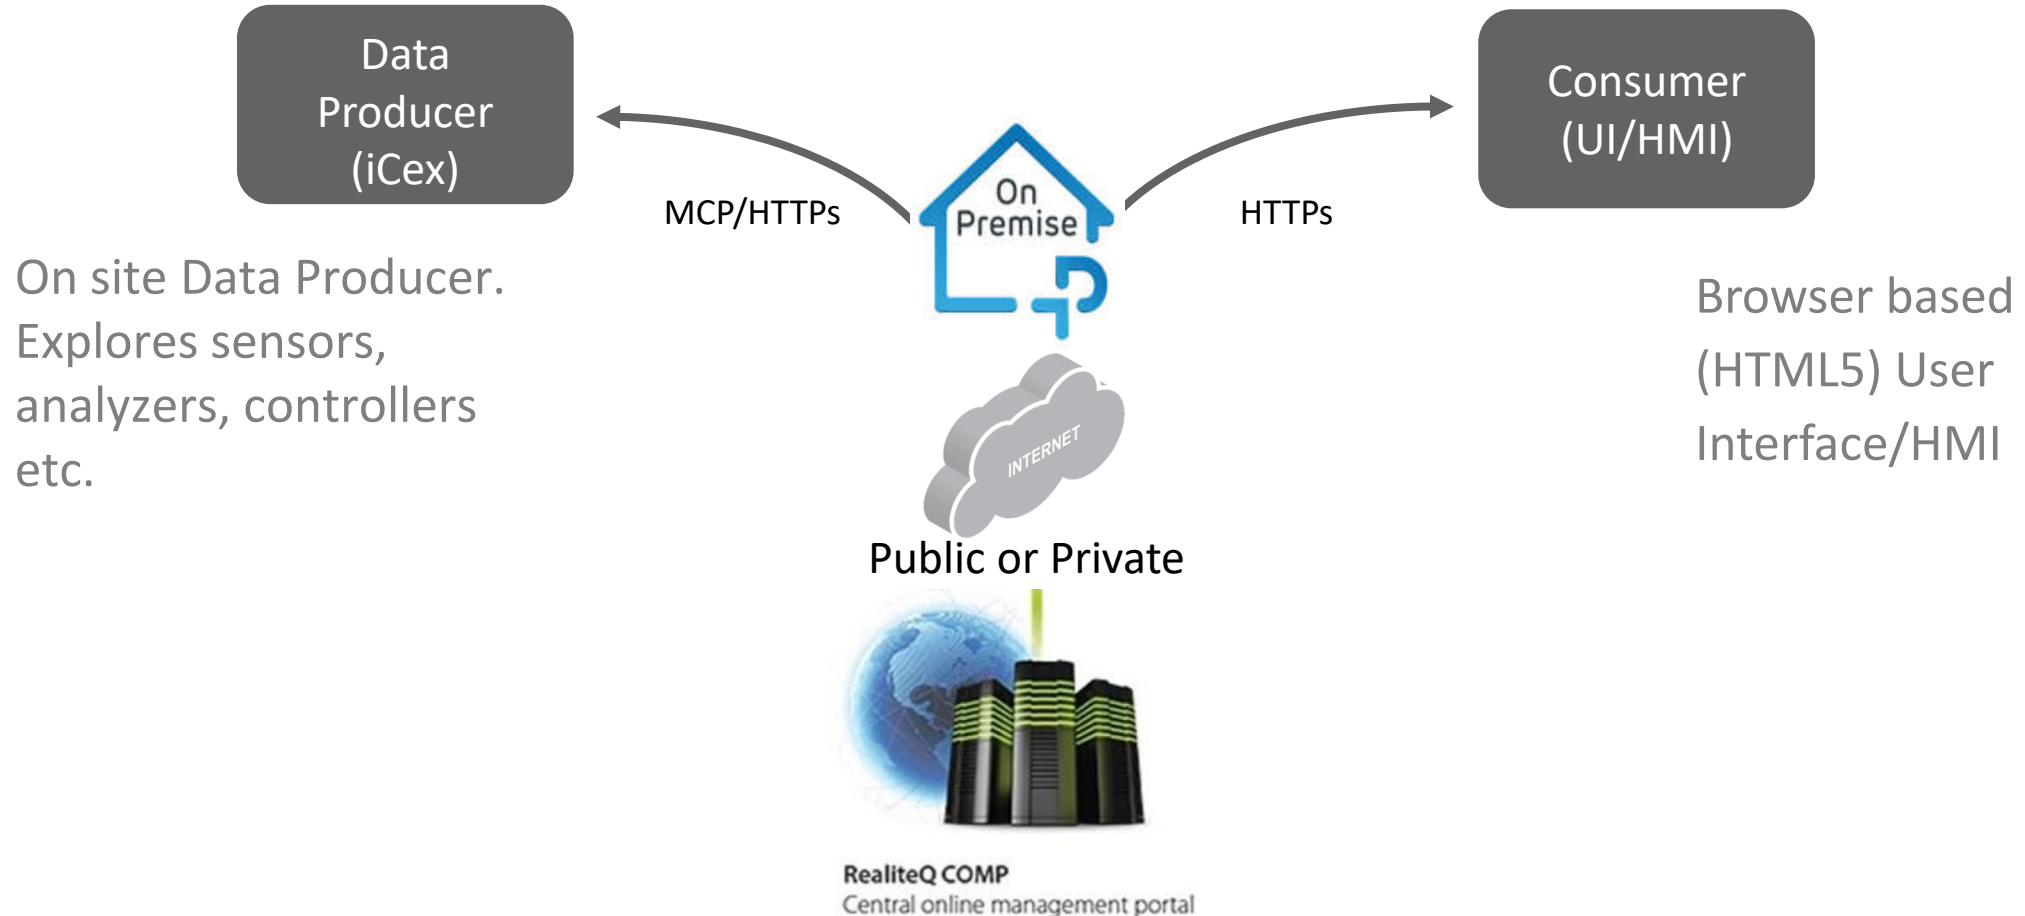 Data
Producer
(iCex)
Consumer
(UI/HMI)
On
Premise
MCP/HTTPs
HTTPs
On site Data Producer.
Explores sensors,
analyzers, controllers
etc.
Browser based
(HTML5) User
Interface/HMI
INTERNET
Public or Private
RealiteQ COMP
Central online management portal